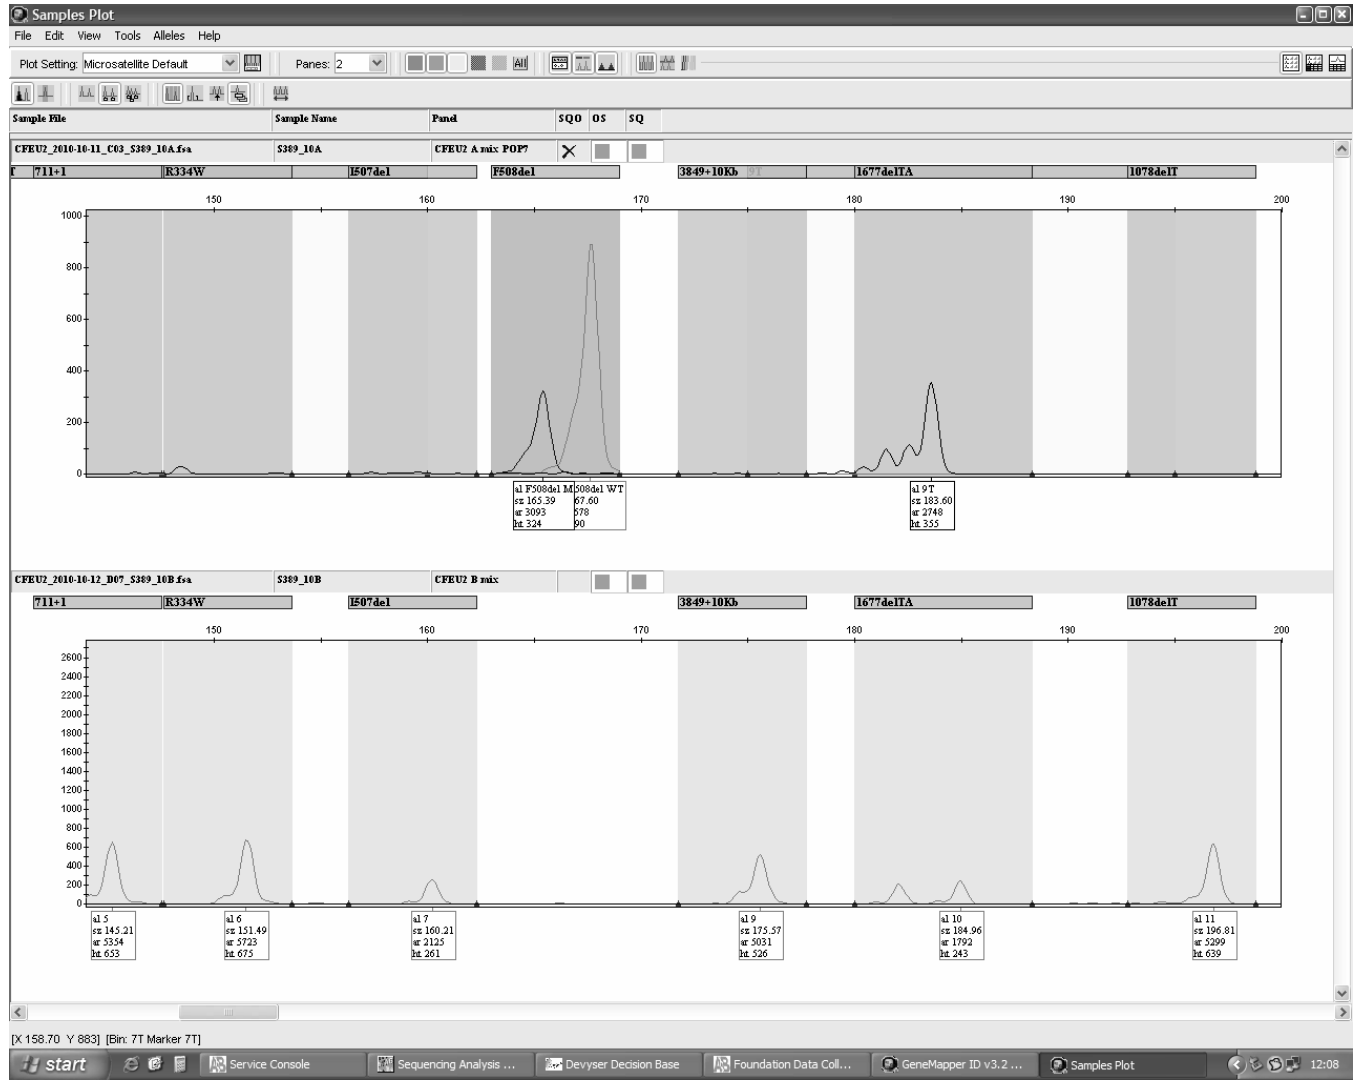 Samples Plot
File Edit View Tools Alleles Help
Plot Setting: Microsatellite Default Panes: 2 All
Sample File Sample Name Panel SQO OS SQ
CFEU2_2010-10-11_C03_S389_10A.fsa S389_10A CFEU2 A mix POP7
711+1 R334W I507del F508del 3849+10Kb 9T 1677delTA 1078delT
150 160 170 180 190 200
1000
800
600
400
200
0
al F508del M 508del WT al 9T
sz 165.39 67.60 sz 183.60
ar 3093 578 ar 2748
ht 324 90 ht 355
CFEU2_2010-10-12_D07_S389_10B.fsa S389_10B CFEU2 B mix
711+1 R334W I507del 3849+10Kb 1677delTA 1078delT
150 160 170 180 190 200
2600
2400
2200
2000
1800
1600
1400
1200
1000
800
600
400
200
0
al 5 al 6 al 7 al 9 al 10 al 11
sz 145.21 sz 151.49 sz 160.21 sz 175.57 sz 184.96 sz 196.81
ar 5354 ar 5723 ar 2125 ar 5031 ar 1792 ar 5299
ht 653 ht 675 ht 261 ht 526 ht 243 ht 639
[X 158.70 Y 883] [Bin: 7T Marker 7T]
start Service Console Sequencing Analysis ... Devyser Decision Base Foundation Data Coll... GeneMapper ID v3.2 ... Samples Plot 12:08